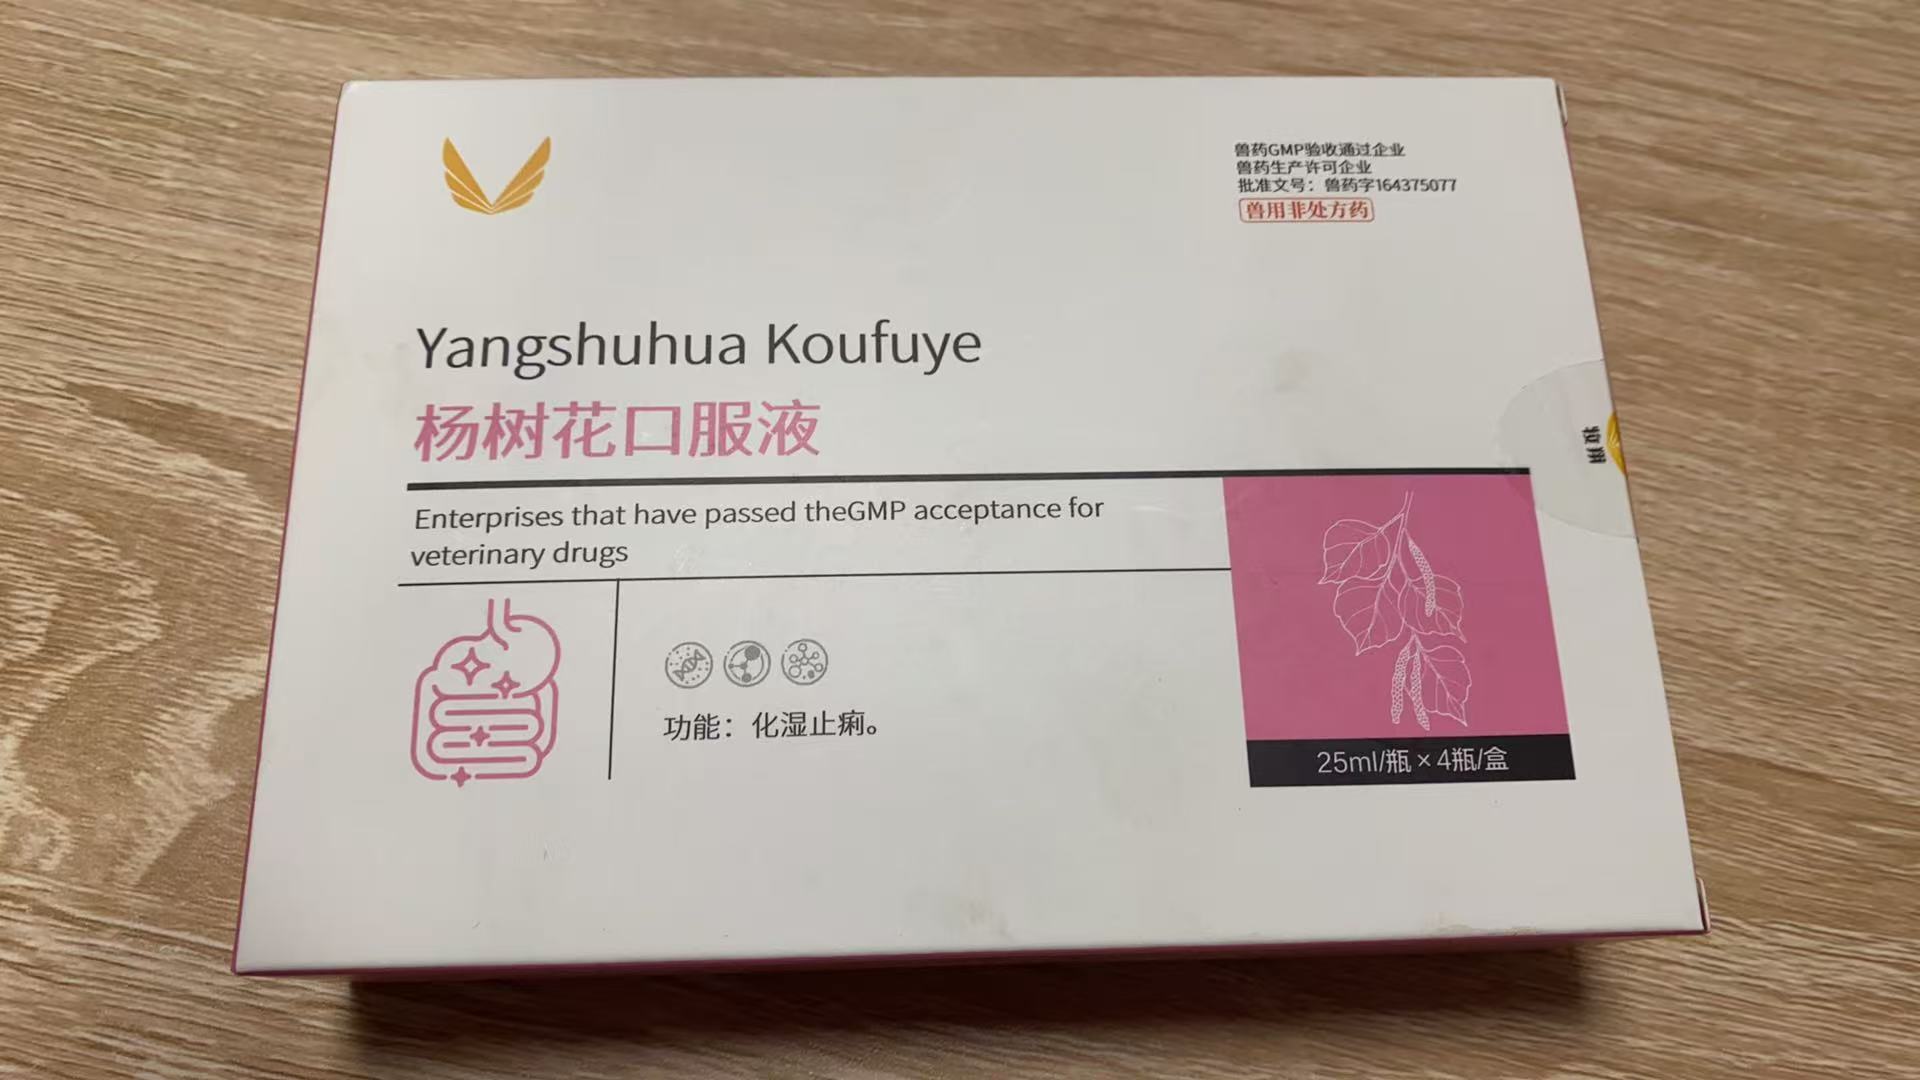 兽药GMP验收通过企业
兽药生产许可企业
批准文号：兽药字164375077
兽用非处方药
Yangshuhua Koufuye
杨树花口服液
Enterprises that have passed theGMP acceptance for
veterinary drugs
功能：化湿止痢。
25ml/瓶×4瓶/盒
牧翔